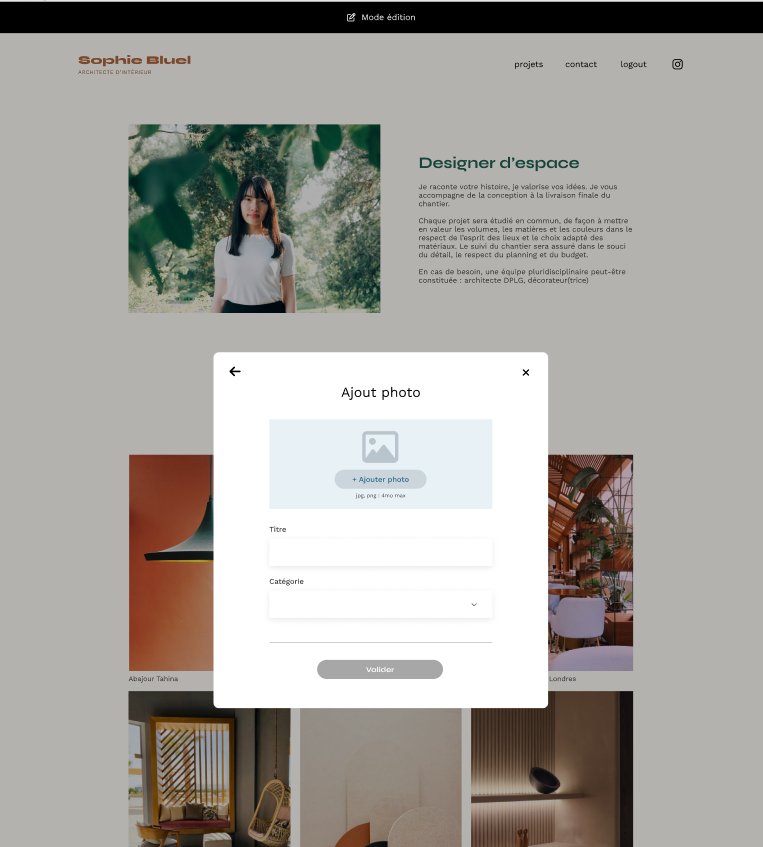 Mode édition
Sophie Bluel
ARCHITECTE D'INTÉRIEUR
projets
contact
logout
Designer d'espace
Je raconte votre histoire, je valorise vos idées. Je vous
accompagne de la conception à la livraison finale du
chantier.
Chaque projet sera étudié en commun, de façon à mettre
en valeur les volumes, les matières et les couleurs dans le
respect de l'esprit des lieux et le choix adapté des
matériaux. Le suivi du chantier sera assuré dans le souci
du détail, le respect du planning et du budget.
En cas de besoin, une équipe pluridisciplinaire peut-être
constituée : architecte DPLG, décorateur(trice)
Ajout photo
+ Ajouter photo
jpg, png : 4mo max
Titre
Catégorie
Valider
Abajour Tahina
Londres